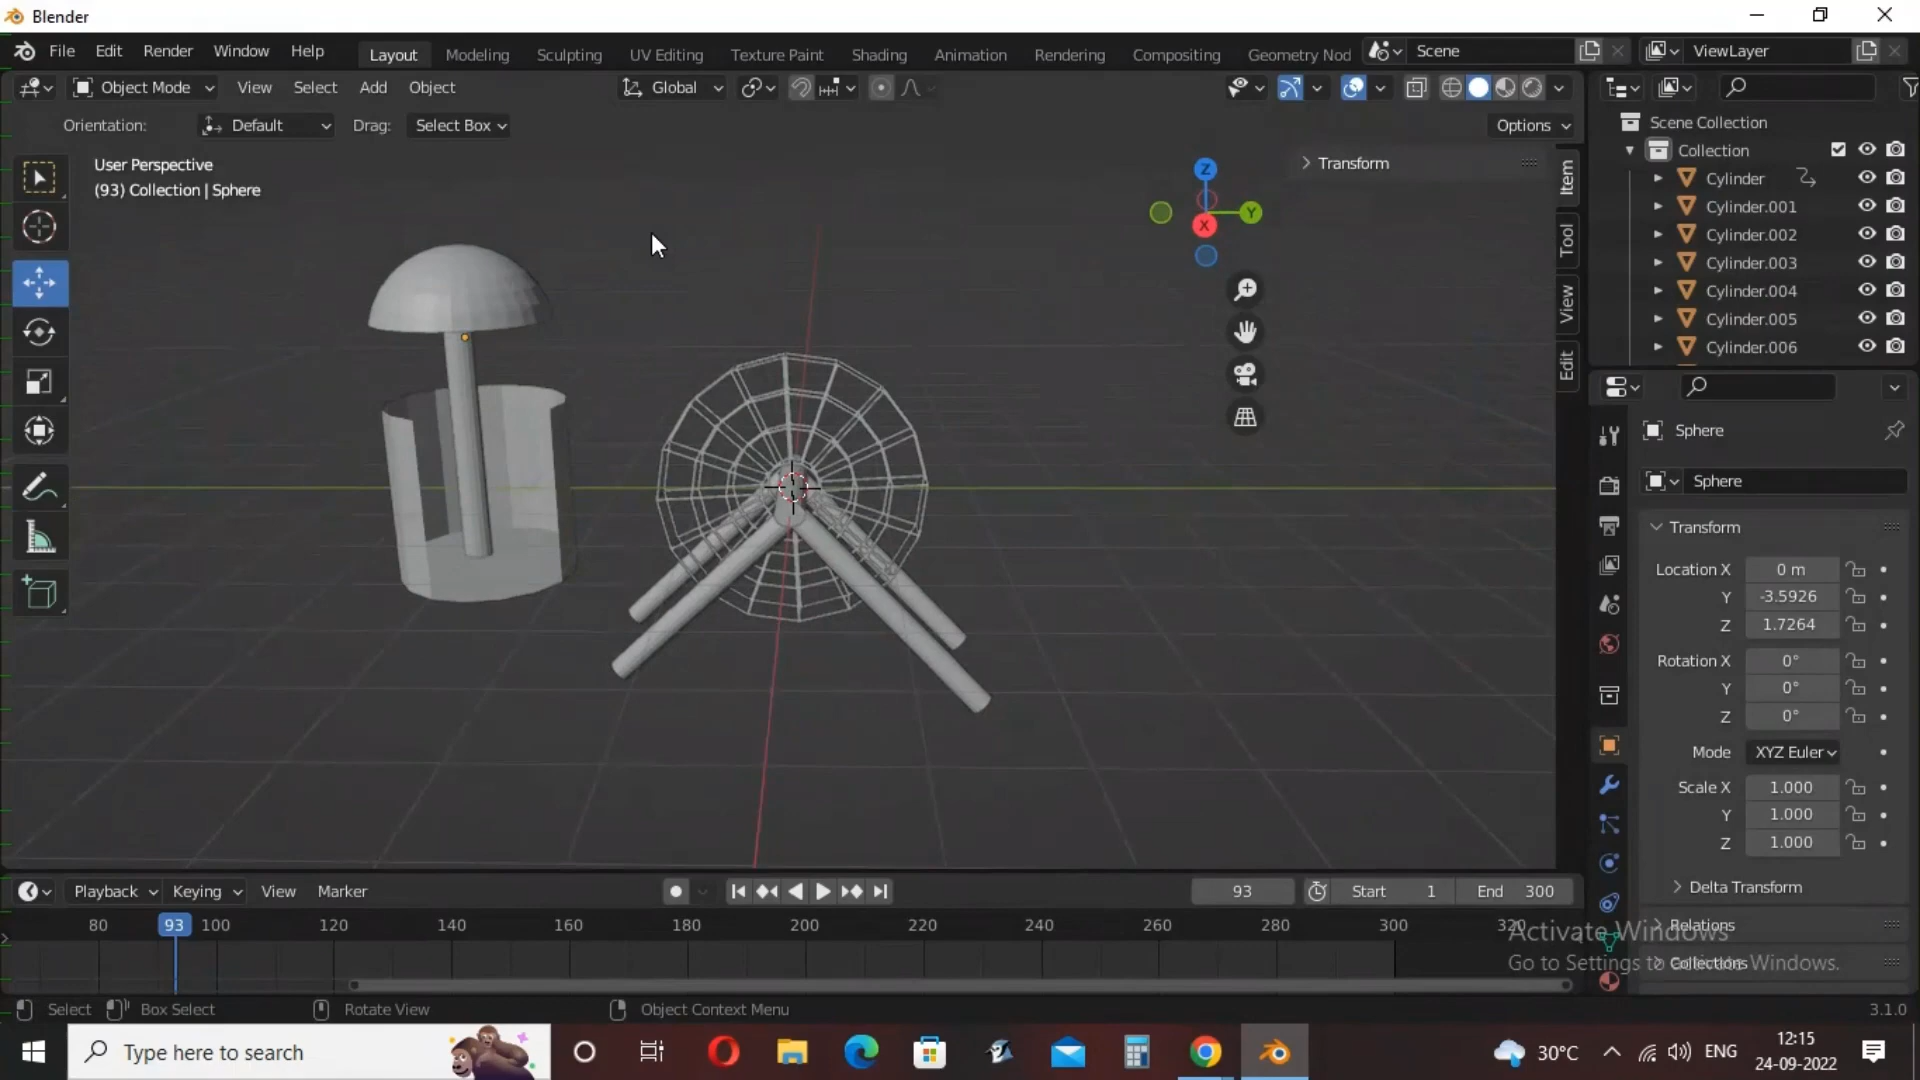 Blender
File Edit Render Window Help Layout Modeling Sculpting UV Editing Texture Paint Shading Animation Rendering Compositing Geometry Nod Scene ViewLayer
Object Mode View Select Add Object Global
Orientation: Default Drag: Select Box Options
User Perspective
(93) Collection | Sphere
Transform
Z
Y
X
Item
Tool
View
Edit
Scene Collection
Collection
Cylinder
Cylinder.001
Cylinder.002
Cylinder.003
Cylinder.004
Cylinder.005
Cylinder.006
Sphere
Sphere
Transform
Location X 0 m
Y -3.5926
Z 1.7264
Rotation X 0°
Y 0°
Z 0°
Mode XYZ Euler
Scale X 1.000
Y 1.000
Z 1.000
Delta Transform
Relations
Collections
Playback Keying View Marker 93 Start 1 End 300
80 93 100 120 140 160 180 200 220 240 260 280 300 320
Activate Windows
Go to Settings to activate Windows.
Select Box Select Rotate View Object Context Menu 3.1.0
Type here to search
30°C ENG
12:15
24-09-2022